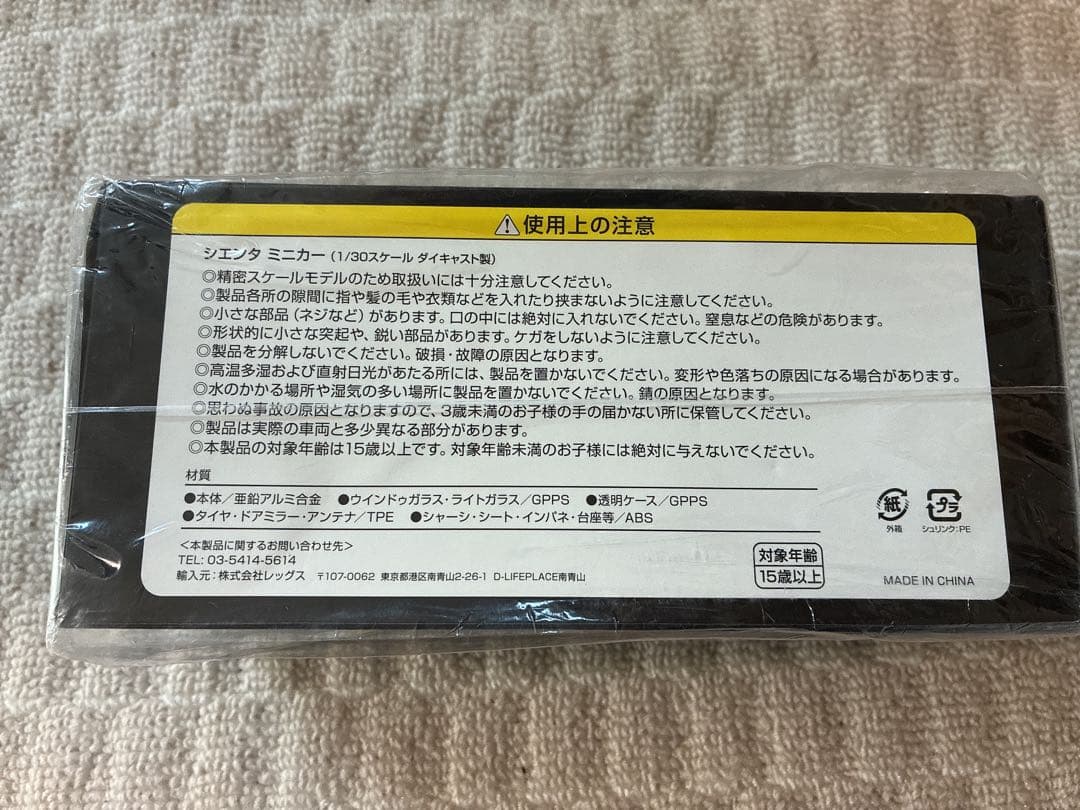 ⚠使用上の注意
シエンタ ミニカー（1/30スケール ダイキャスト製）
◎精密スケールモデルのため取扱いには十分注意してください。
◎製品各所の隙間に指や髪の毛や衣類などを入れたり挟まないように注意してください。
◎小さな部品（ネジなど）があります。口の中には絶対に入れないでください。窒息などの危険があります。
◎形状的に小さな突起や、鋭い部品があります。ケガをしないように注意してください。
◎製品を分解しないでください。破損・故障の原因となります。
◎高温多湿および直射日光があたる所には、製品を置かないでください。変形や色落ちの原因になる場合があります。
◎水のかかる場所や湿気の多い場所に製品を置かないでください。錆の原因となります。
◎思わぬ事故の原因となりますので、3歳未満のお子様の手の届かない所に保管してください。
◎製品は実際の車両と多少異なる部分があります。
◎本製品の対象年齢は15歳以上です。対象年齢未満のお子様には絶対に与えないでください。
材質
●本体／亜鉛アルミ合金 ●ウインドゥガラス・ライトガラス／GPPS ●透明ケース／GPPS
●タイヤ・ドアミラー・アンテナ／TPE ●シャーシ・シート・インパネ・台座等／ABS
紙 プラ
外箱 シュリンク:PE
＜本製品に関するお問い合わせ先＞
TEL: 03-5414-5614
輸入元：株式会社レッグス 〒107-0062 東京都港区南青山2-26-1 D-LIFEPLACE南青山
対象年齢
15歳以上
MADE IN CHINA